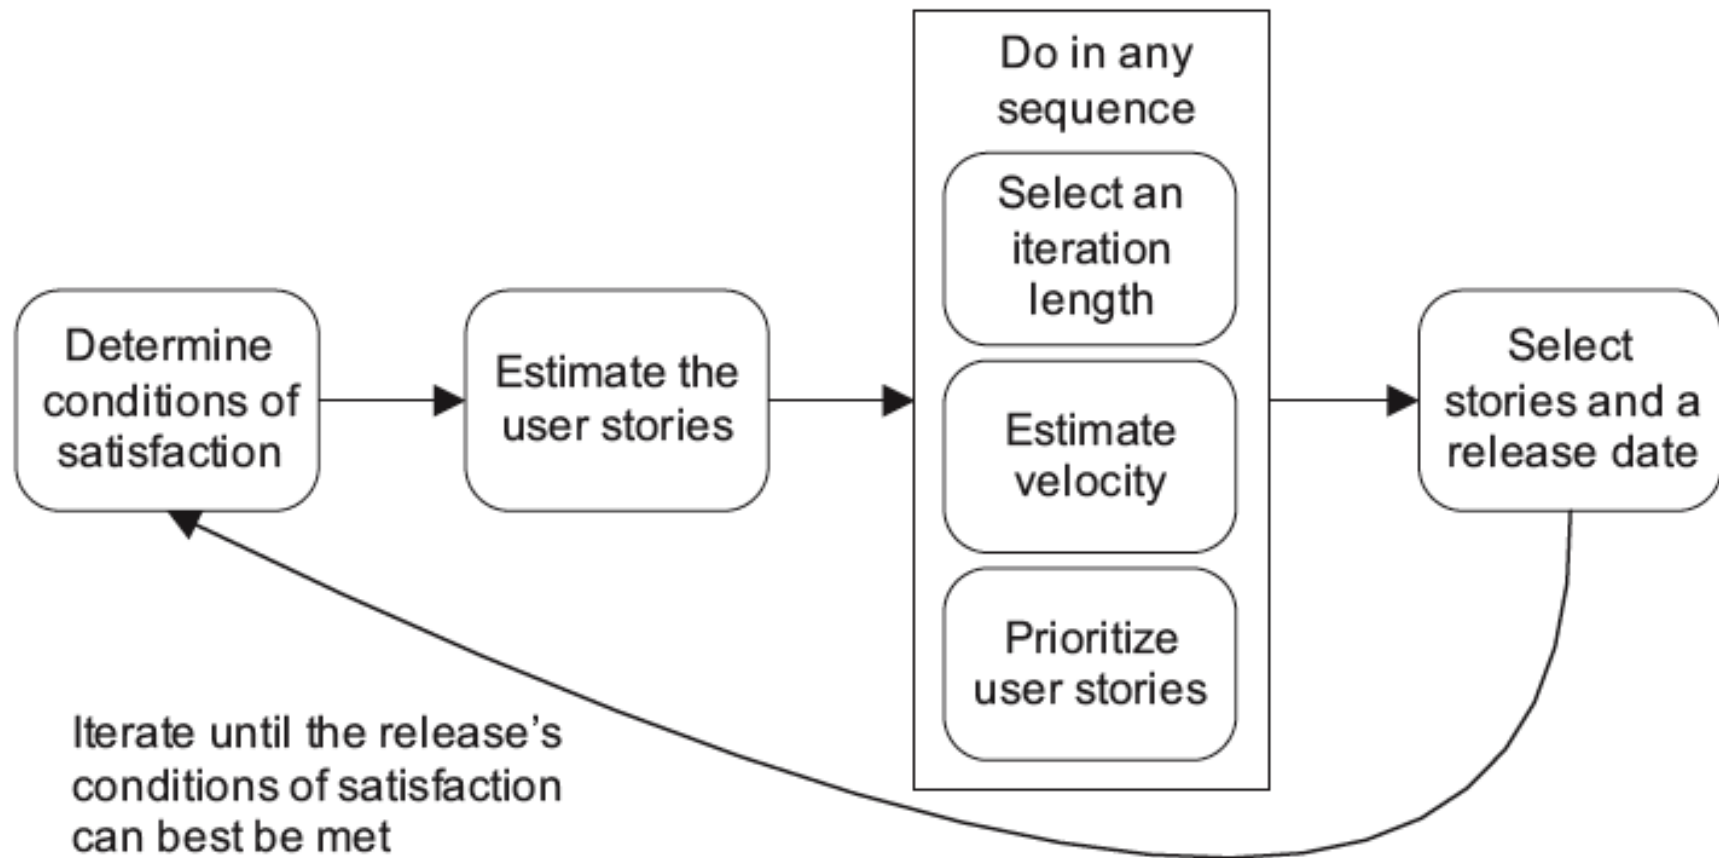 Determine
conditions of
satisfaction
Estimate the
user stories
Do in any
sequence
Select an
iteration
length
Estimate
velocity
Prioritize
user stories
Select
stories and a
release date
Iterate until the release’s
conditions of satisfaction
can best be met